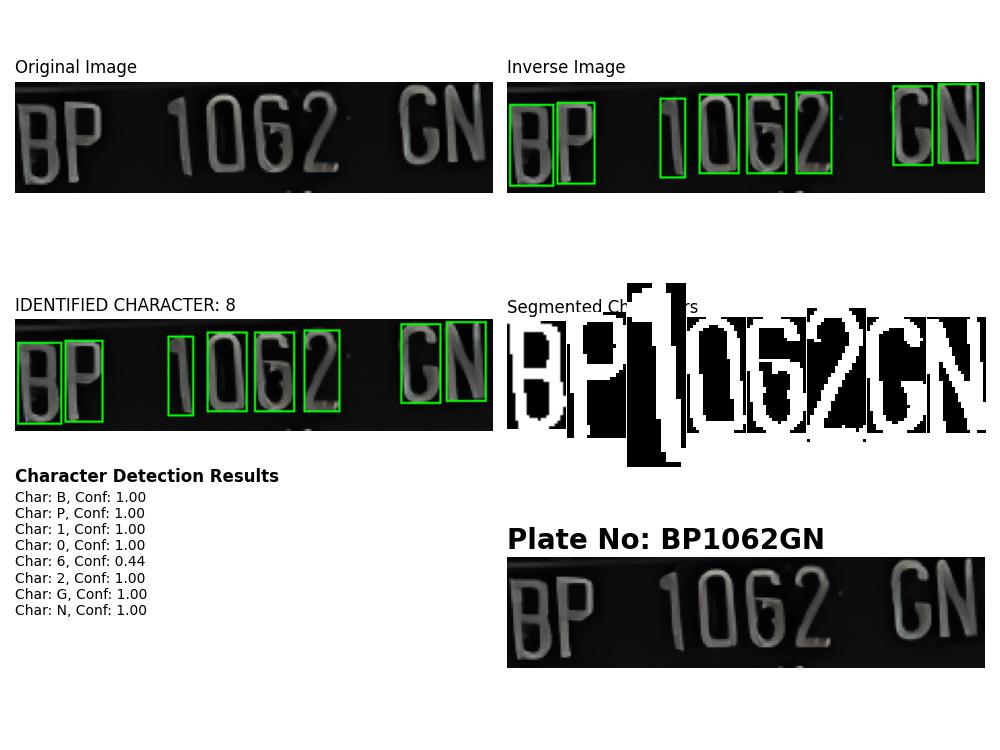 Original Image
BP 1062 GN
Inverse Image
BP 1062 GN
IDENTIFIED CHARACTER: 8
BP 1062 GN
Segmented Ch rs
BP1062GN
Character Detection Results
Char: B, Conf: 1.00
Char: P, Conf: 1.00
Char: 1, Conf: 1.00
Char: 0, Conf: 1.00
Char: 6, Conf: 0.44
Char: 2, Conf: 1.00
Char: G, Conf: 1.00
Char: N, Conf: 1.00
Plate No: BP1062GN
BP 1062 GN